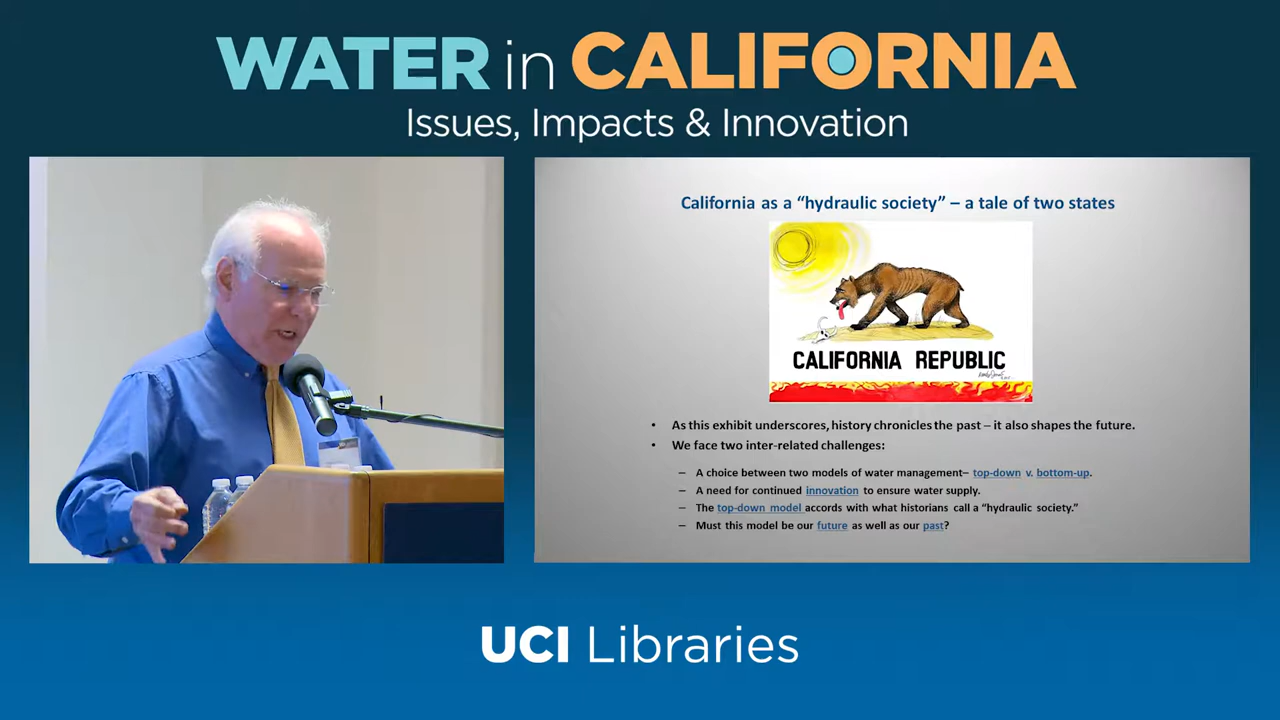 WATER in CALIFORNIA
Issues, Impacts & Innovation
California as a “hydraulic society” – a tale of two states
CALIFORNIA REPUBLIC
• As this exhibit underscores, history chronicles the past – it also shapes the future.
• We face two inter-related challenges:
– A choice between two models of water management– top-down v. bottom-up.
– A need for continued innovation to ensure water supply.
– The top-down model accords with what historians call a “hydraulic society.”
– Must this model be our future as well as our past?
UCI Libraries